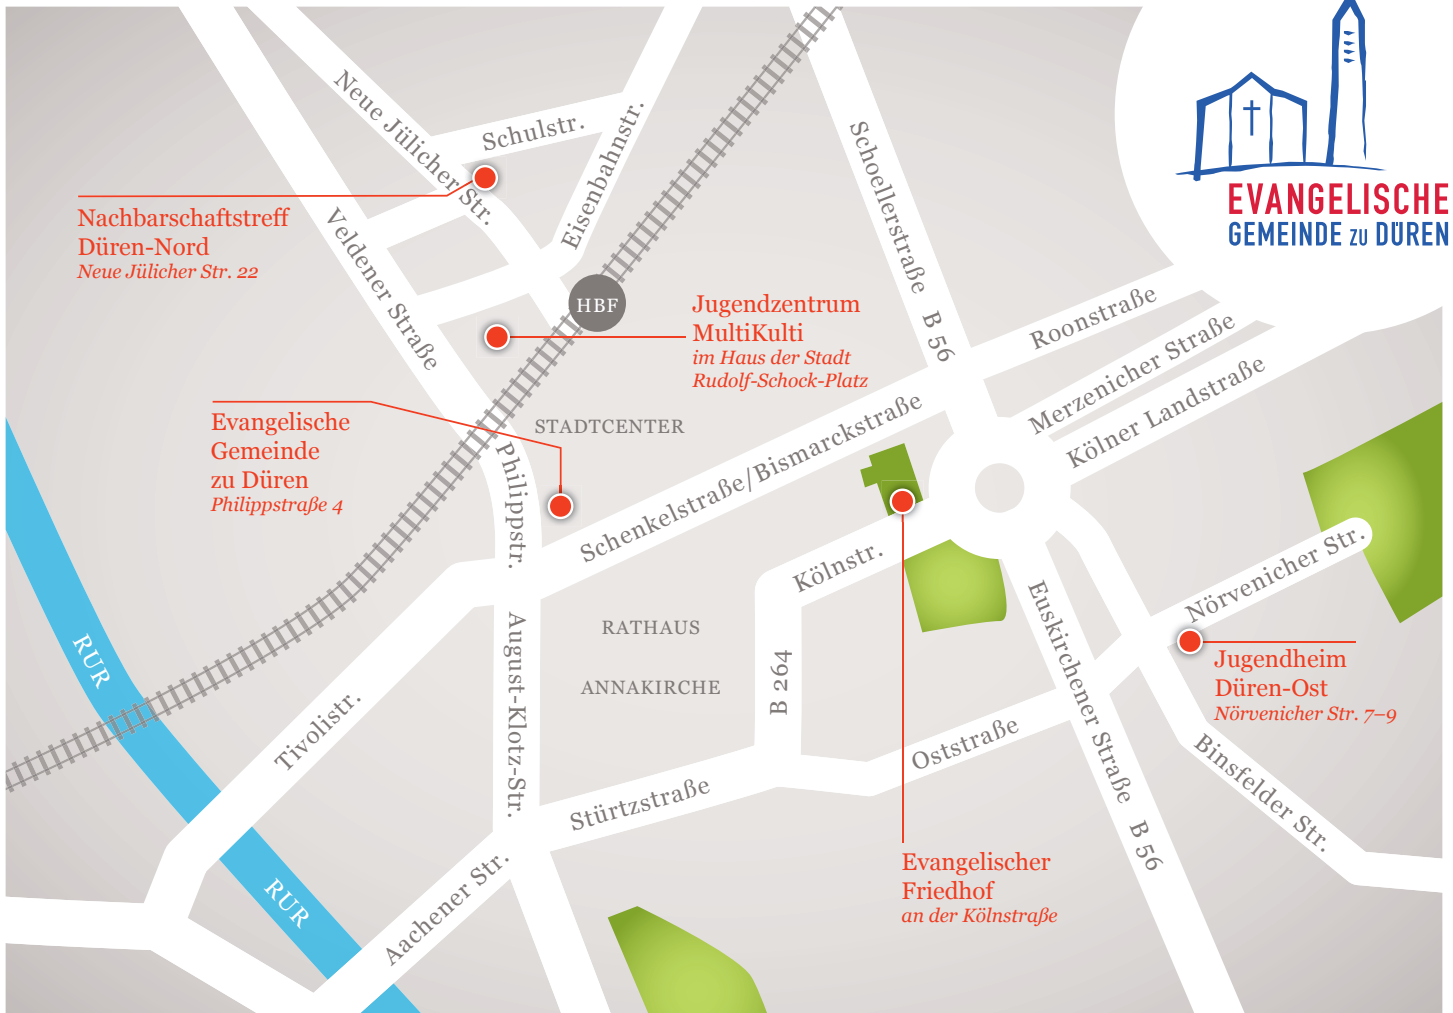 EVANGELISCHE
GEMEINDE ZU DÜREN
Neue Jülicher Str.
Schulstr.
Eisenbahnstr.
Schoellerstraße B 56
Nachbarschaftstreff
Düren-Nord
Neue Jülicher Str. 22
Veldener Straße
HBF
Jugendzentrum
MultiKulti
im Haus der Stadt
Rudolf-Schock-Platz
Roonstraße
Merzenicher Straße
Kölner Landstraße
Evangelische
Gemeinde
zu Düren
Philippstraße 4
STADTCENTER
Philippstr.
Schenkelstraße/Bismarckstraße
Kölnstr.
Nörvenicher Str.
RATHAUS
ANNAKIRCHE
August-Klotz-Str.
B 264
Euskirchener Straße B 56
Jugendheim
Düren-Ost
Nörvenicher Str. 7–9
RUR
Tivolistr.
Oststraße
Binsfelder Str.
Stürtzstraße
RUR
Aachener Str.
Evangelischer
Friedhof
an der Kölnstraße